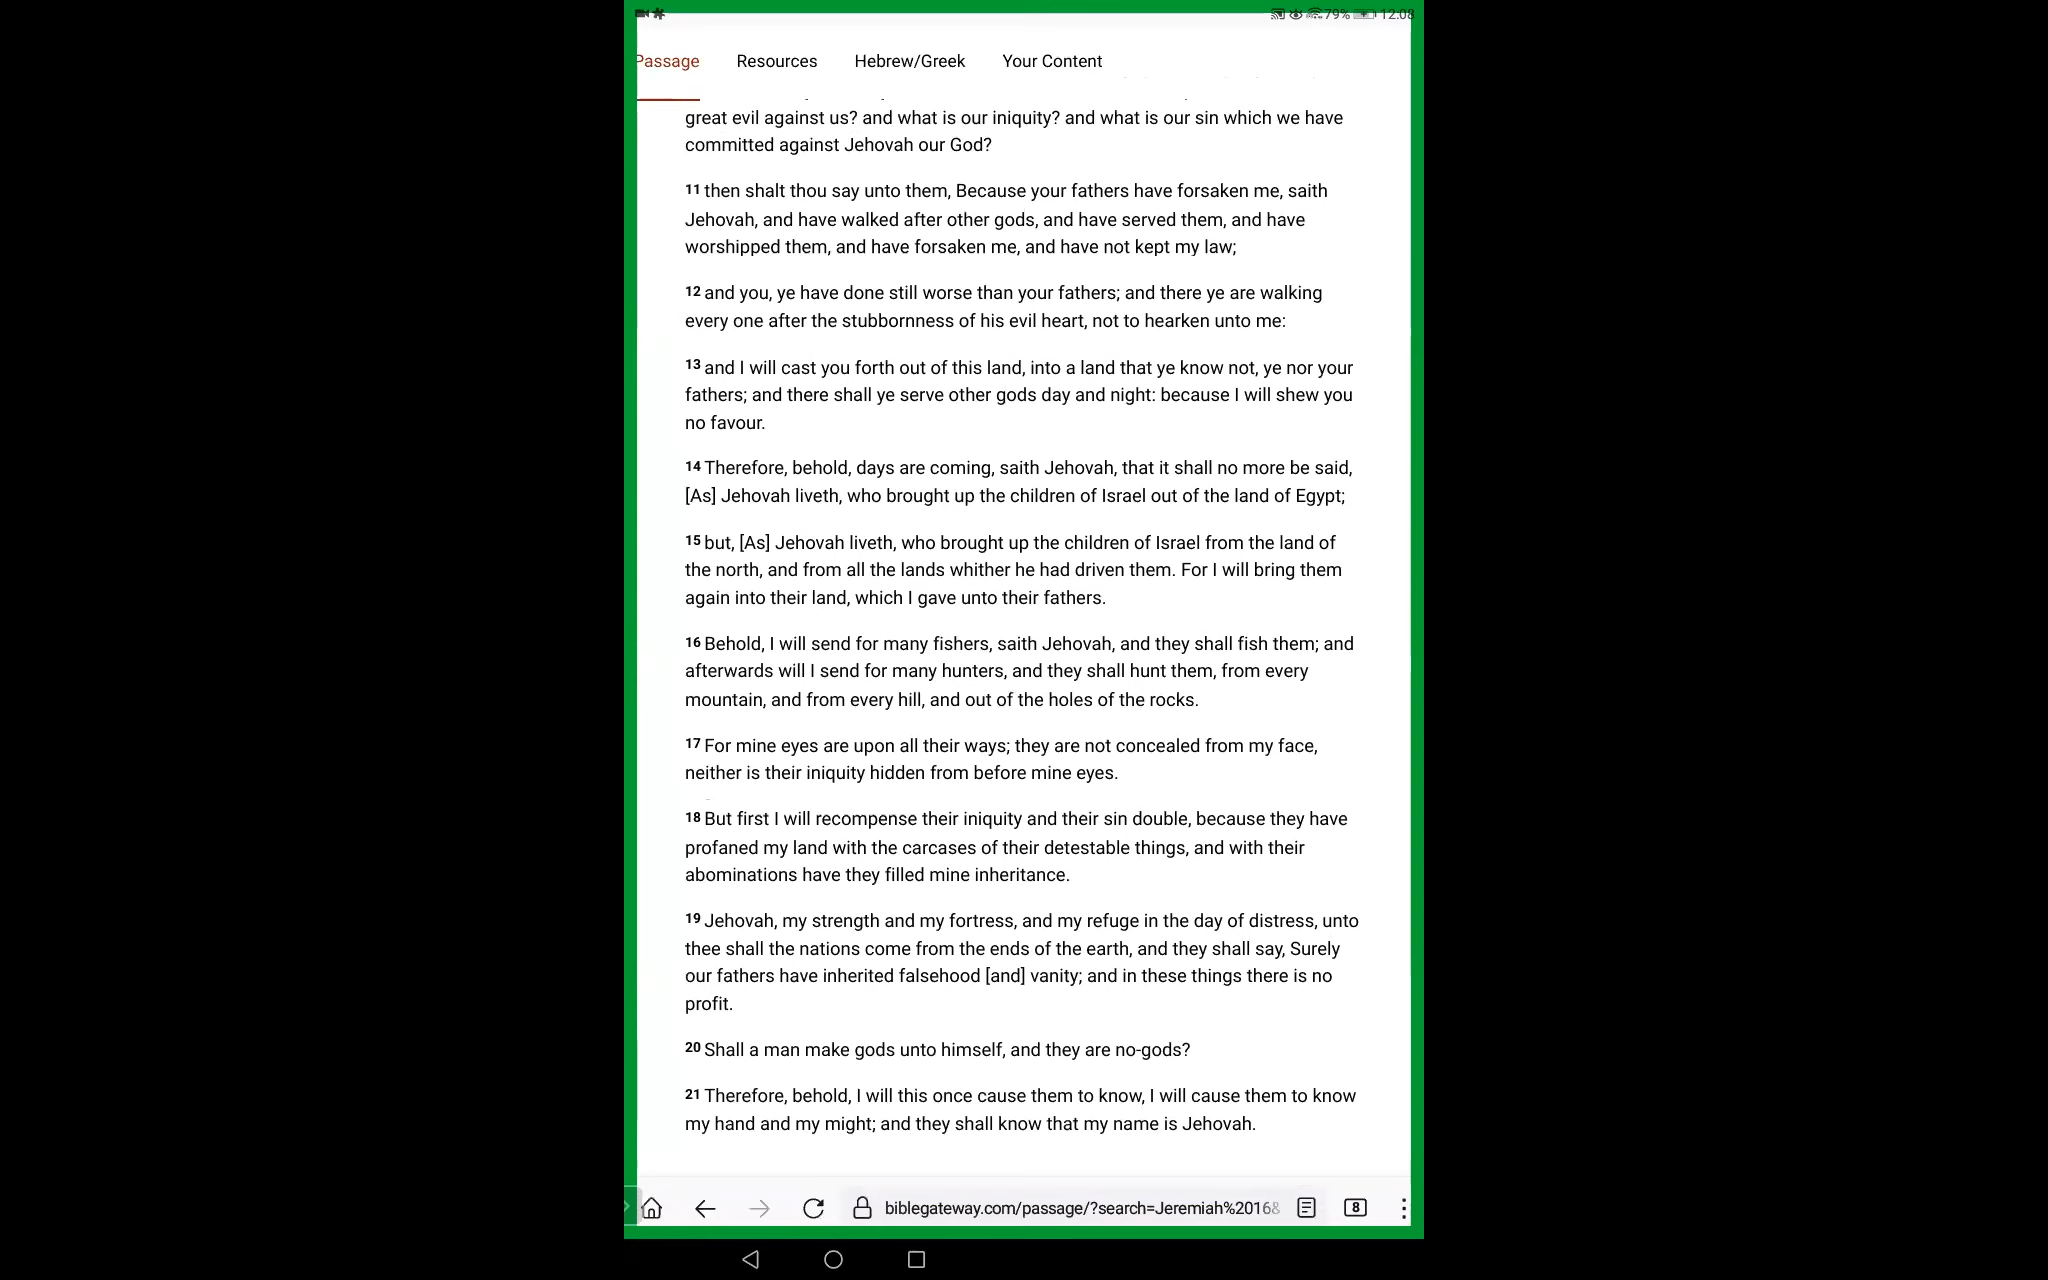 79% 12:08
Passage Resources Hebrew/Greek Your Content
great evil against us? and what is our iniquity? and what is our sin which we have
committed against Jehovah our God?
11 then shalt thou say unto them, Because your fathers have forsaken me, saith
Jehovah, and have walked after other gods, and have served them, and have
worshipped them, and have forsaken me, and have not kept my law;
12 and you, ye have done still worse than your fathers; and there ye are walking
every one after the stubbornness of his evil heart, not to hearken unto me:
13 and I will cast you forth out of this land, into a land that ye know not, ye nor your
fathers; and there shall ye serve other gods day and night: because I will shew you
no favour.
14 Therefore, behold, days are coming, saith Jehovah, that it shall no more be said,
[As] Jehovah liveth, who brought up the children of Israel out of the land of Egypt;
15 but, [As] Jehovah liveth, who brought up the children of Israel from the land of
the north, and from all the lands whither he had driven them. For I will bring them
again into their land, which I gave unto their fathers.
16 Behold, I will send for many fishers, saith Jehovah, and they shall fish them; and
afterwards will I send for many hunters, and they shall hunt them, from every
mountain, and from every hill, and out of the holes of the rocks.
17 For mine eyes are upon all their ways; they are not concealed from my face,
neither is their iniquity hidden from before mine eyes.
18 But first I will recompense their iniquity and their sin double, because they have
profaned my land with the carcases of their detestable things, and with their
abominations have they filled mine inheritance.
19 Jehovah, my strength and my fortress, and my refuge in the day of distress, unto
thee shall the nations come from the ends of the earth, and they shall say, Surely
our fathers have inherited falsehood [and] vanity; and in these things there is no
profit.
20 Shall a man make gods unto himself, and they are no-gods?
21 Therefore, behold, I will this once cause them to know, I will cause them to know
my hand and my might; and they shall know that my name is Jehovah.
biblegateway.com/passage/?search=Jeremiah%2016& 8